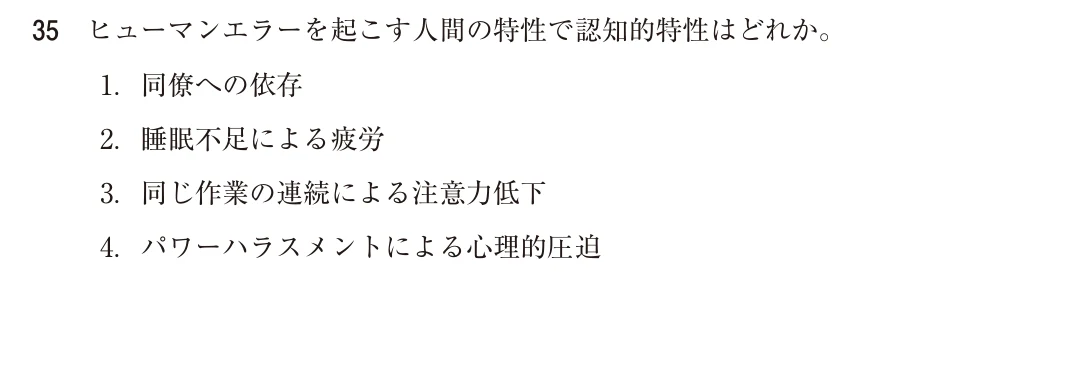 35 ヒューマンエラーを起こす人間の特性で認知的特性はどれか。
1. 同僚への依存
2. 睡眠不足による疲労
3. 同じ作業の連続による注意力低下
4. パワーハラスメントによる心理的圧迫